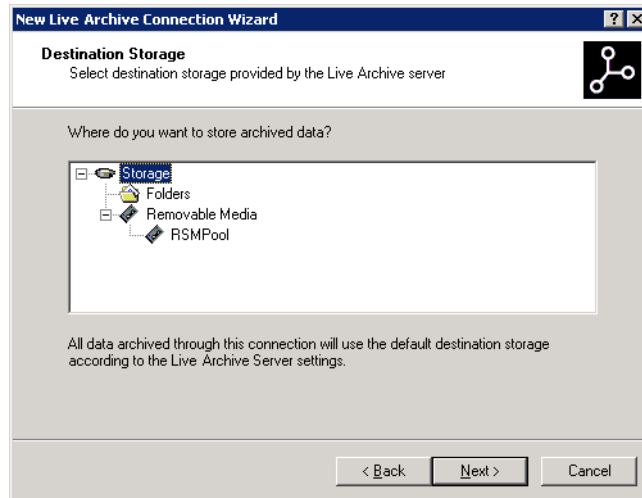 New Live Archive Connection Wizard
Destination Storage
Select destination storage provided by the Live Archive server
Where do you want to store archived data?
Storage
Folders
Removable Media
RSMPool
All data archived through this connection will use the default destination storage
according to the Live Archive Server settings.
< Back Next > Cancel